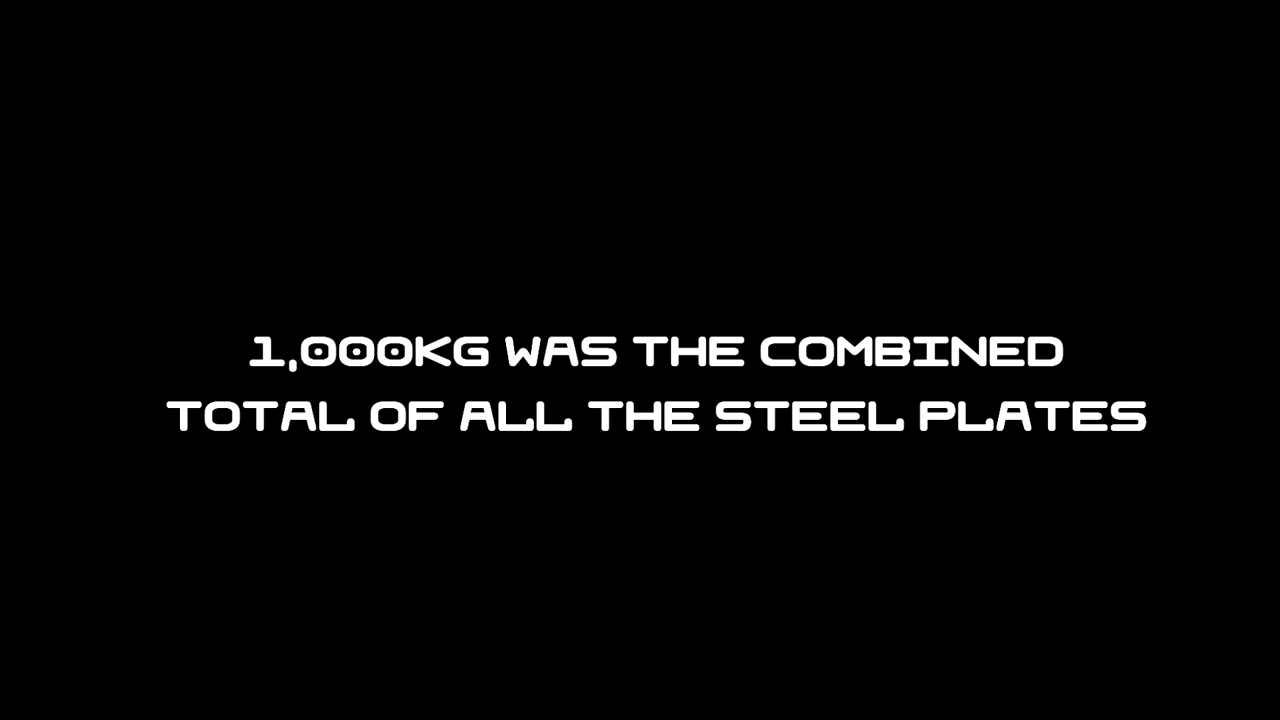 1,000KG WAS THE COMBINED
TOTAL OF ALL THE STEEL PLATES